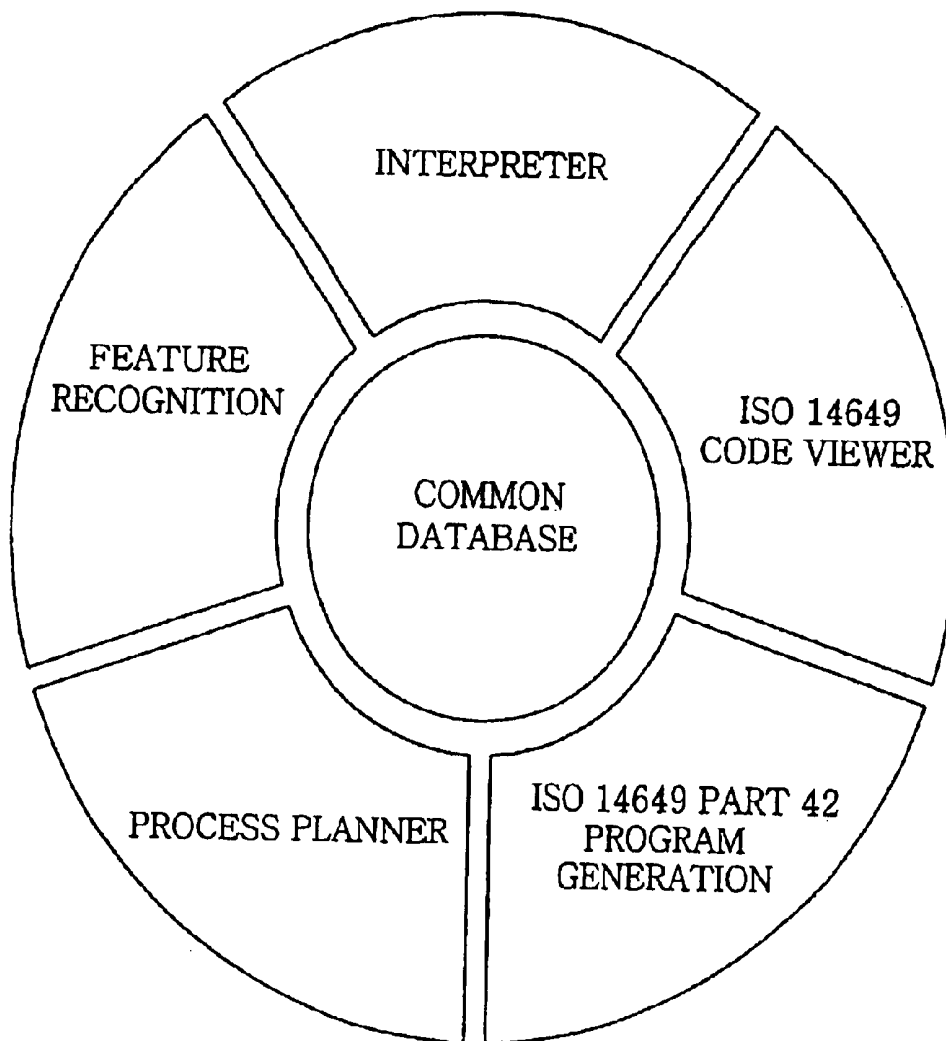 INTERPRETER
FEATURE
RECOGNITION
ISO 14649
CODE VIEWER
COMMON
DATABASE
PROCESS PLANNER
ISO 14649 PART 42
PROGRAM
GENERATION